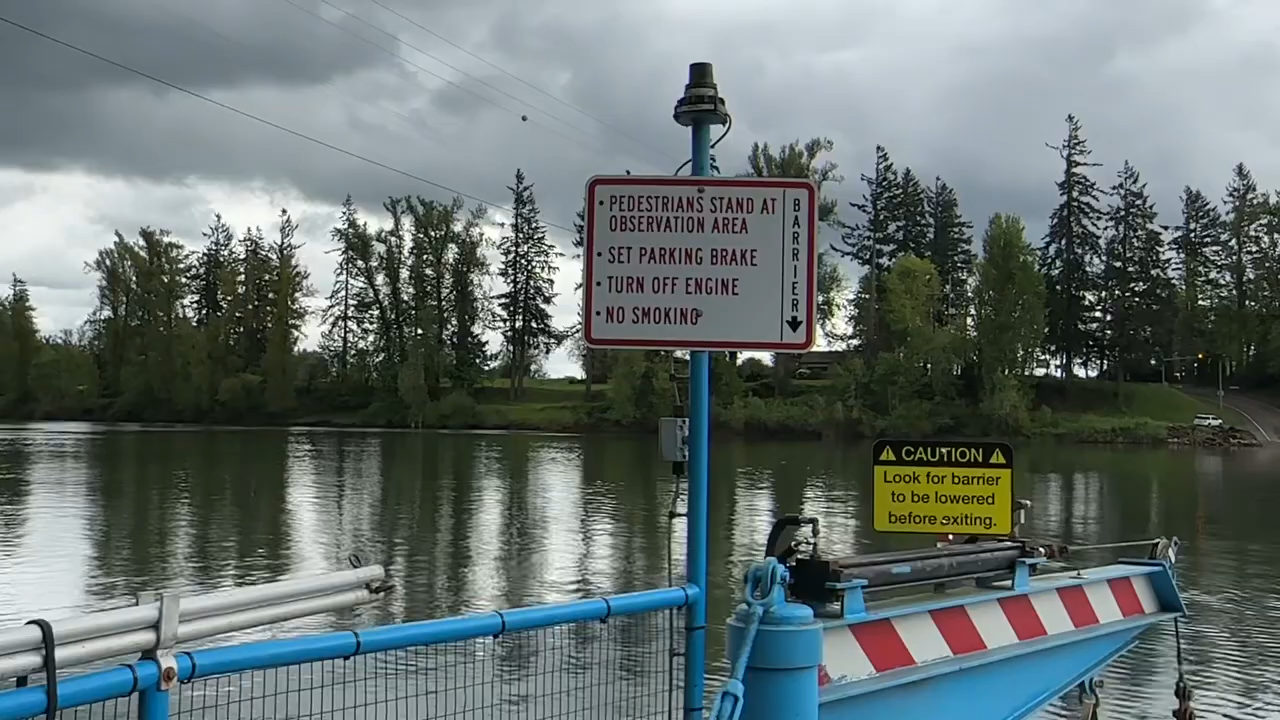 • PEDESTRIANS STAND AT
OBSERVATION AREA
• SET PARKING BRAKE
• TURN OFF ENGINE
• NO SMOKING
BARRIER
CAUTION
Look for barrier
to be lowered
before exiting.